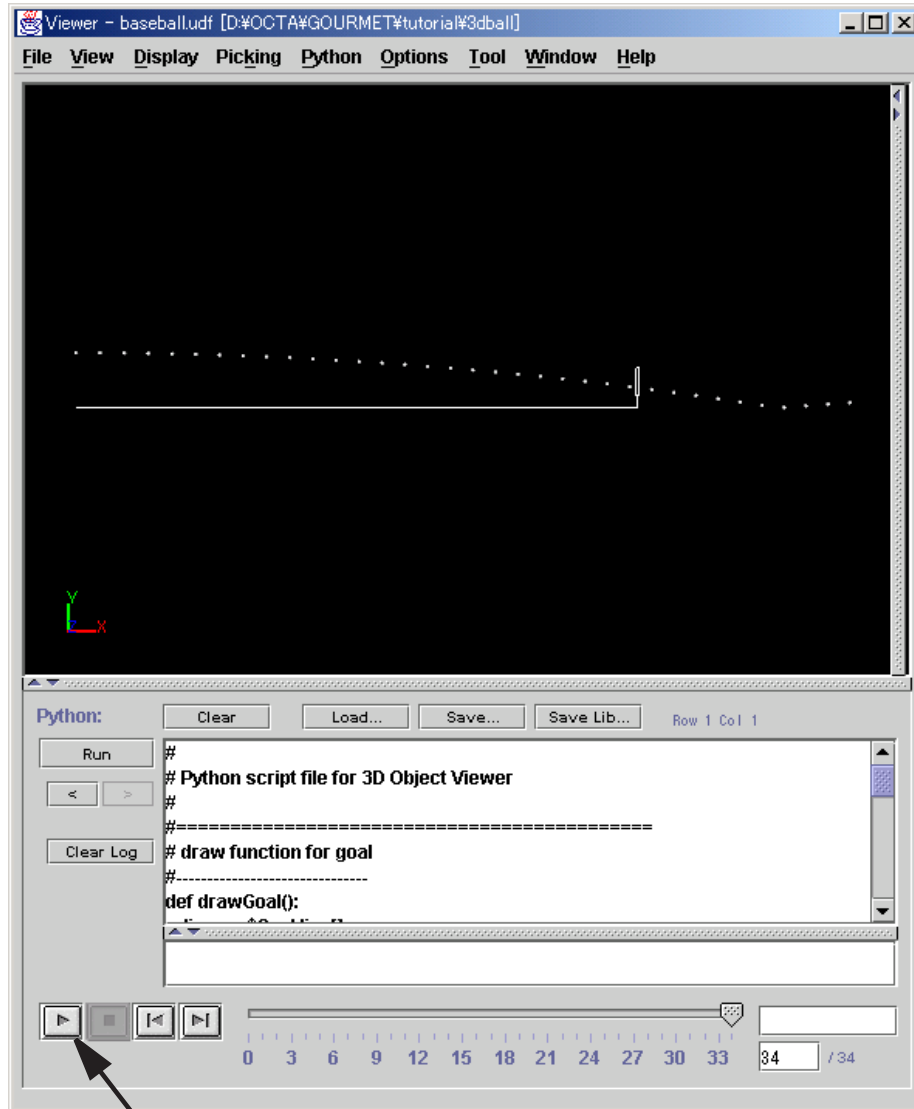 Viewer - baseball.udf [D:¥OCTA¥GOURMET¥tutorial¥3dball]
File View Display Picking Python Options Tool Window Help
Y
Z X
Python: Clear Load... Save... Save Lib... Row 1 Col 1
Run
< >
Clear Log
#
# Python script file for 3D Object Viewer
#
#============================================
# draw function for goal
#-------------------------------
def drawGoal():
0 3 6 9 12 15 18 21 24 27 30 33
34 / 34